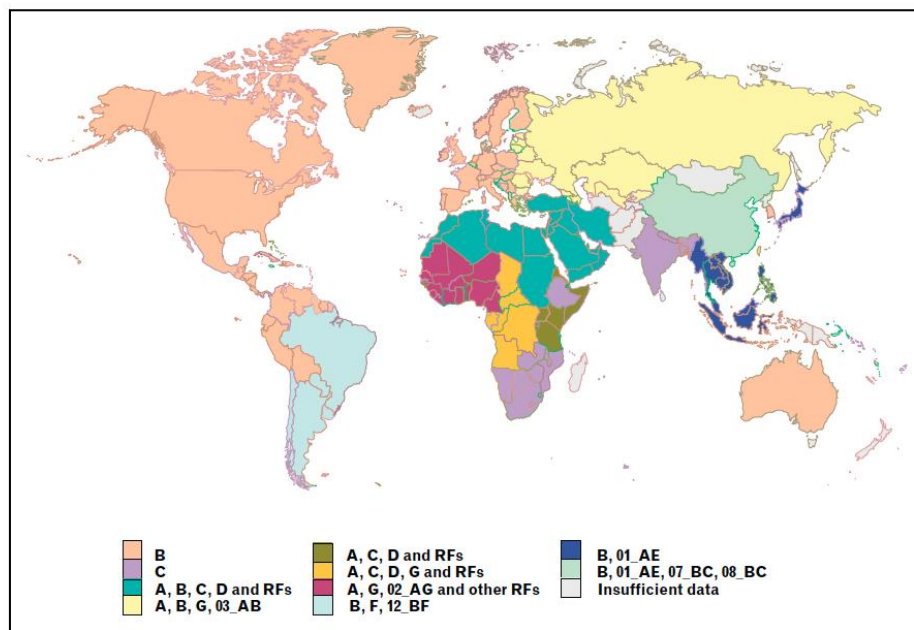 B
C
A, B, C, D and RFs
A, B, G, 03_AB
A, C, D and RFs
A, C, D, G and RFs
A, G, 02_AG and other RFs
B, F, 12_BF
B, 01_AE
B, 01_AE, 07_BC, 08_BC
Insufficient data